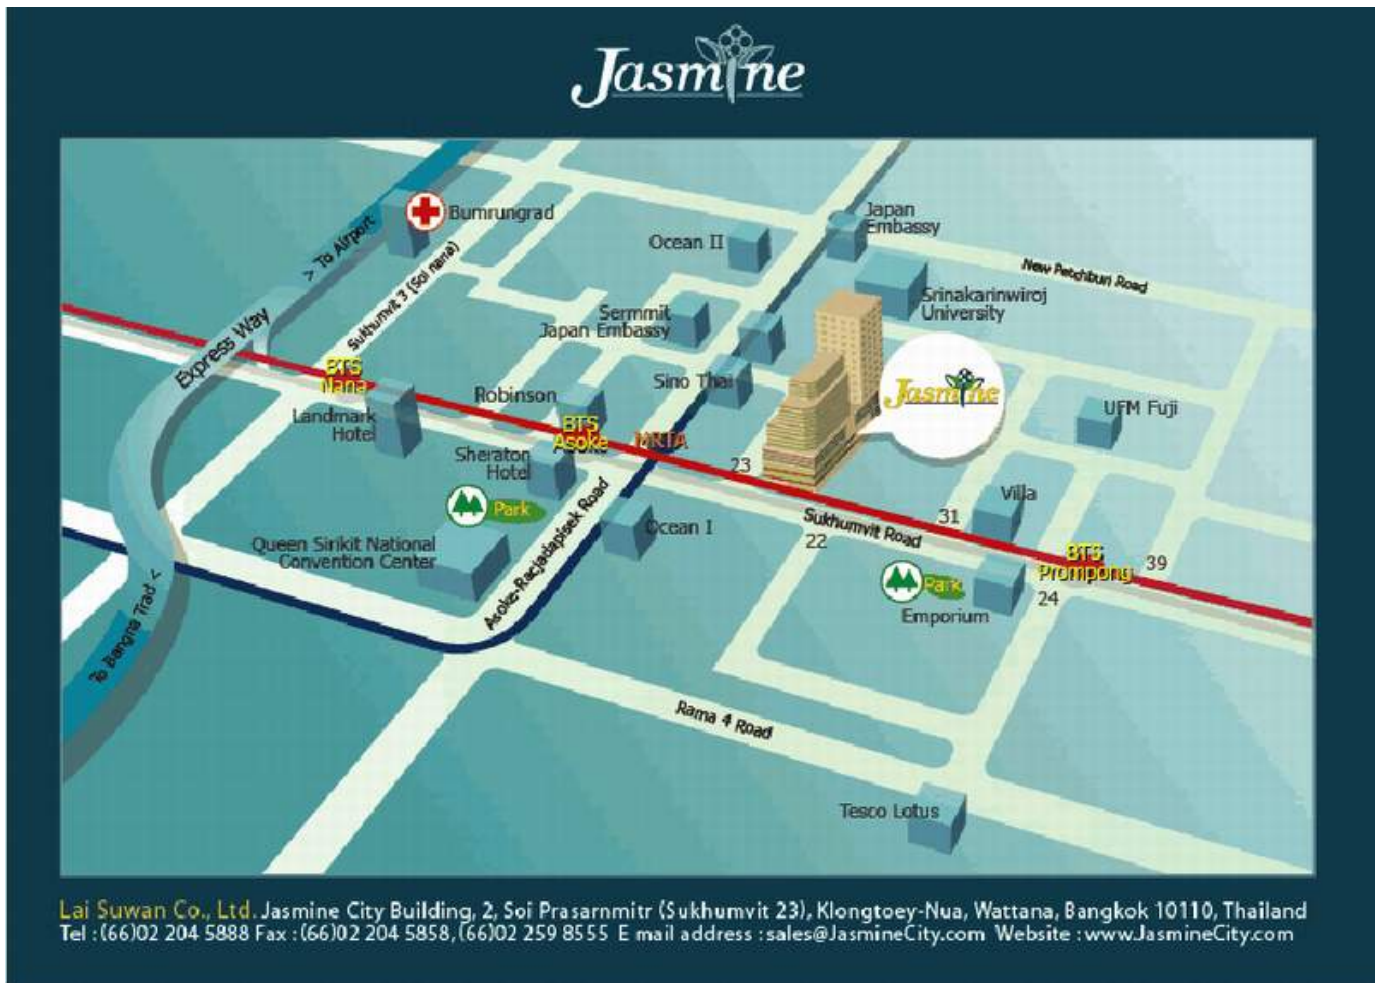 Jasmine
Bumrungrad
Japan
Embassy
Ocean II
> To Airport
Sukhumvit 3 (Soi nana)
New Petchburi Road
Srinakarinwiroj
University
Sermmit
Japan Embassy
Express Way
BTS
Nana
Sino Thai
Robinson
Jasmine
UFM Fuji
Landmark
Hotel
BTS
Asoke
MRTA
Sheraton
Hotel
23
Villa
Park
Asoke-Racjadapisek Road
Ocean I
Sukhumvit Road
31
22
Queen Sirikit National
Convention Center
BTS
Prompong
39
Park
24
Emporium
To Bangna Trad <
Rama 4 Road
Tesco Lotus
Lai Suwan Co., Ltd. Jasmine City Building, 2, Soi Prasarnmitr (Sukhumvit 23), Klongtoey-Nua, Wattana, Bangkok 10110, Thailand
Tel : (66)02 204 5888 Fax : (66)02 204 5858, (66)02 259 8555 E mail address : sales@JasmineCity.com Website : www.JasmineCity.com